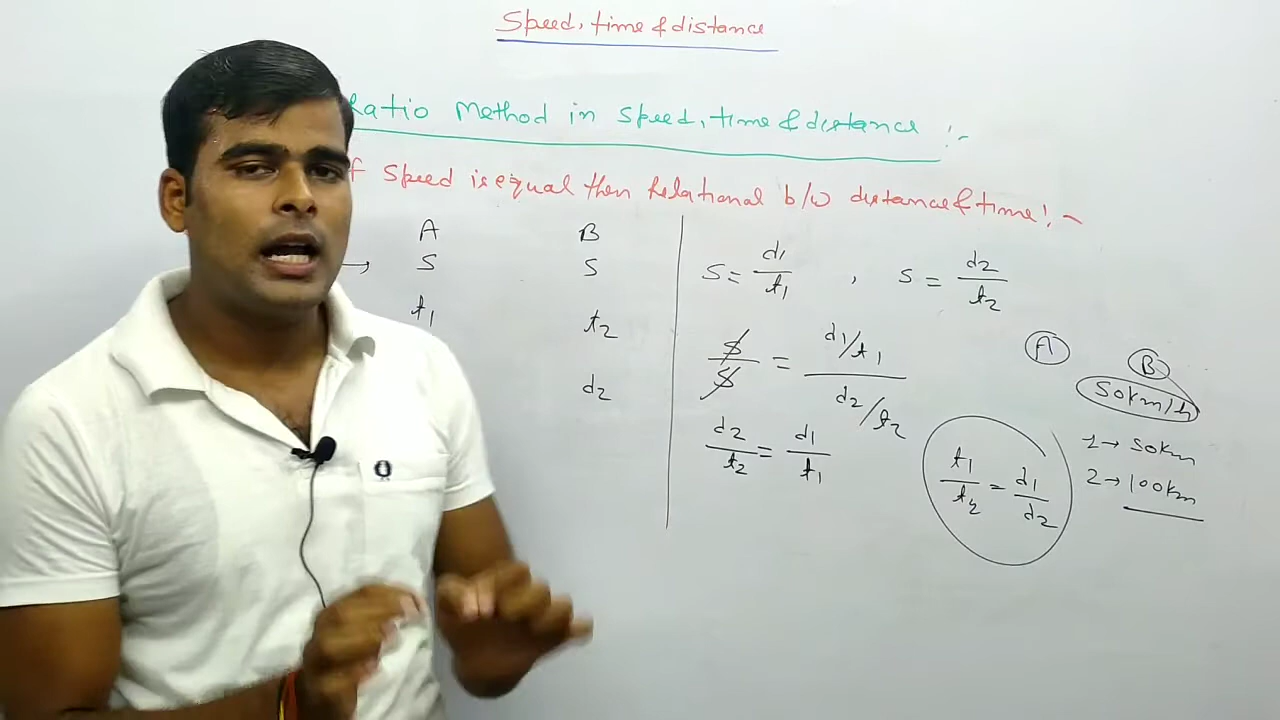 Speed, time & distance
Ratio Method in Speed, time & distance :-
f Speed is equal then Relational b/w distance & time :-
A B
S S
t1 t2
d2
S = d1/t1 , S = d2/t2
S/S = (d1/t1)/(d2/t2)
d2/t2 = d1/t1
t1/t2 = d1/d2
A B
50km/h
1→ 50km
2→ 100km